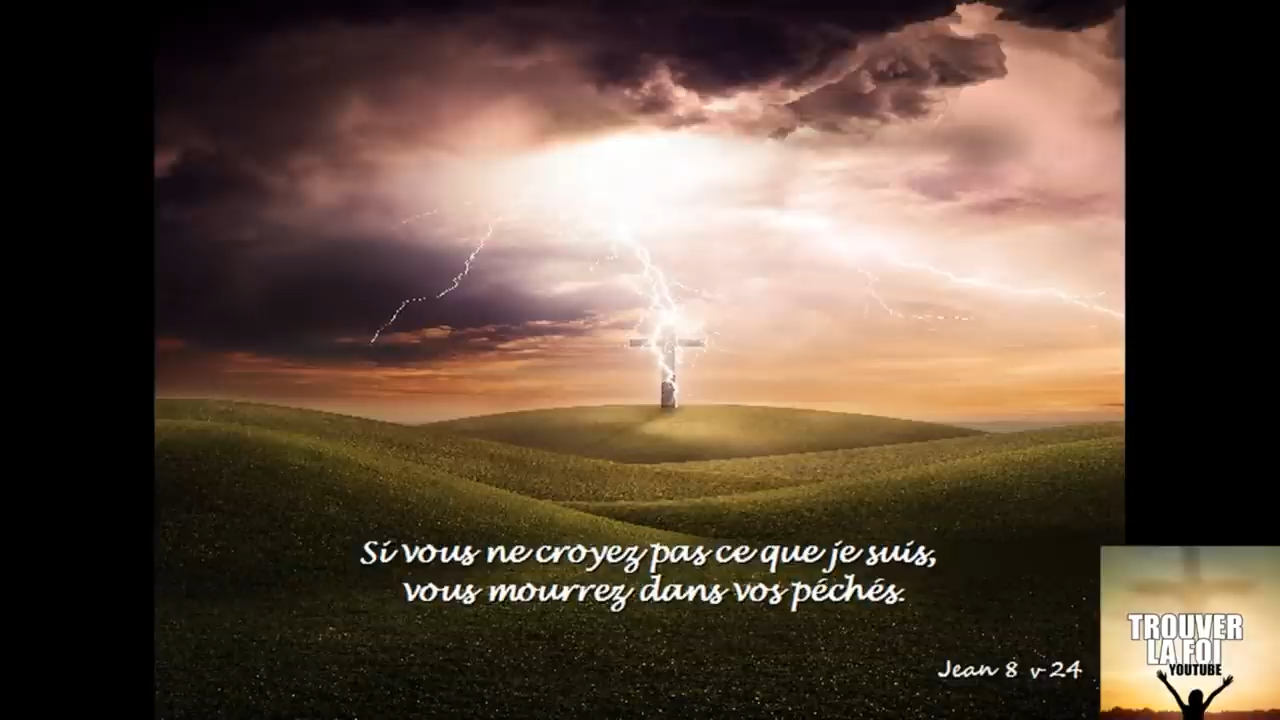 Si vous ne croyez pas ce que je suis,
vous mourrez dans vos péchés.
Jean 8 v 24
TROUVER
LA FOI
YOUTUBE